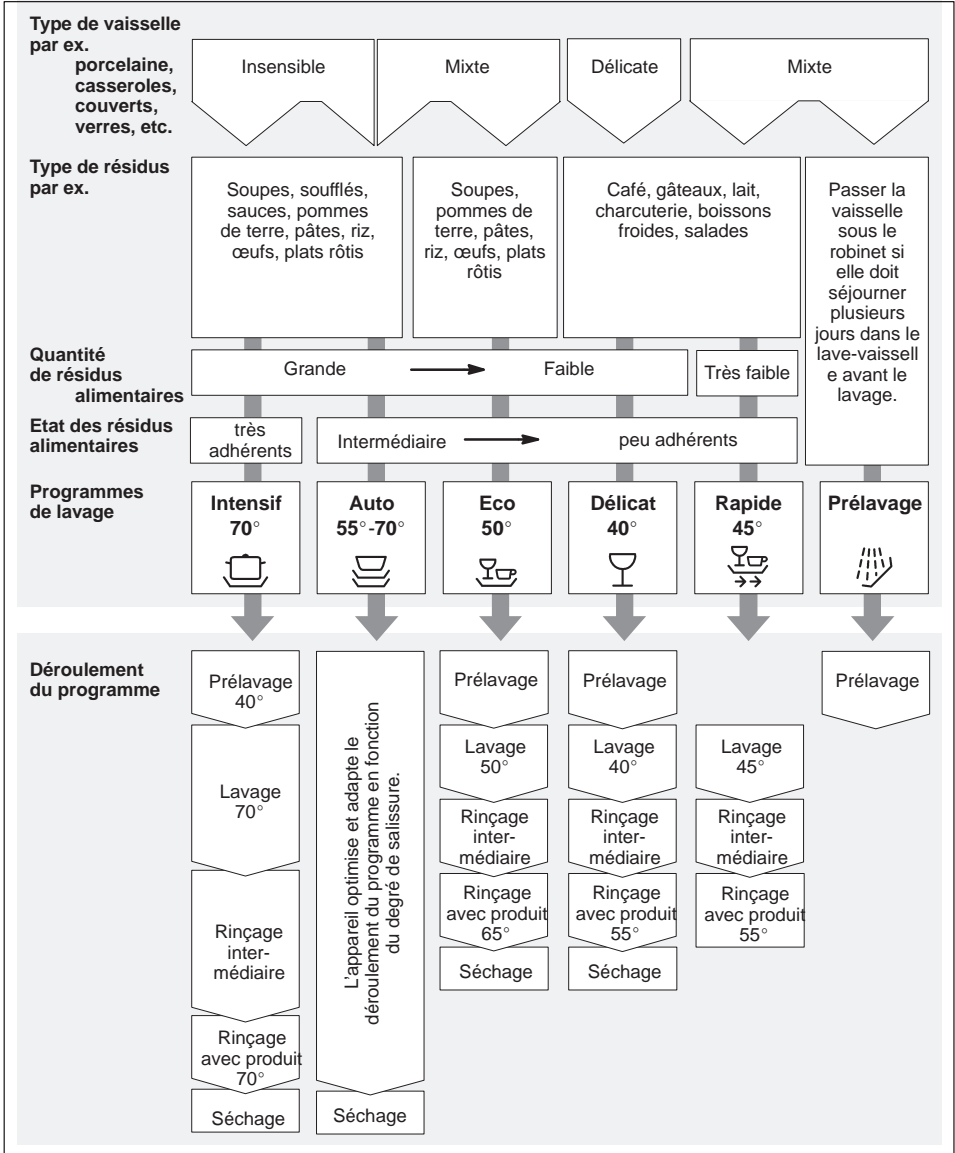 Type de vaisselle
par ex.
porcelaine,
casseroles,
couverts,
verres, etc.
Insensible
Mixte
Délicate
Mixte
Type de résidus
par ex.
Soupes, soufflés,
sauces, pommes
de terre, pâtes, riz,
œufs, plats rôtis
Soupes,
pommes de
terre, pâtes,
riz, œufs, plats
rôtis
Café, gâteaux, lait,
charcuterie, boissons
froides, salades
Passer la
vaisselle
sous le
robinet si
elle doit
séjourner
plusieurs
jours dans le
lave-vaissell
e avant le
lavage.
Quantité
de résidus
alimentaires
Grande
Faible
Très faible
Etat des résidus
alimentaires
très
adhérents
Intermédiaire
peu adhérents
Programmes
de lavage
Intensif
70°
Auto
55°-70°
Eco
50°
Délicat
40°
Rapide
45°
Prélavage
Déroulement
du programme
Prélavage
40°
Lavage
70°
Rinçage
inter-
médiaire
Rinçage
avec produit
70°
Séchage
L'appareil optimise et adapte le
déroulement du programme en fonction
du degré de salissure.
Séchage
Prélavage
Lavage
50°
Rinçage
inter-
médiaire
Rinçage
avec produit
65°
Séchage
Prélavage
Lavage
40°
Rinçage
inter-
médiaire
Rinçage
avec produit
55°
Séchage
Lavage
45°
Rinçage
inter-
médiaire
Rinçage
avec produit
55°
Prélavage